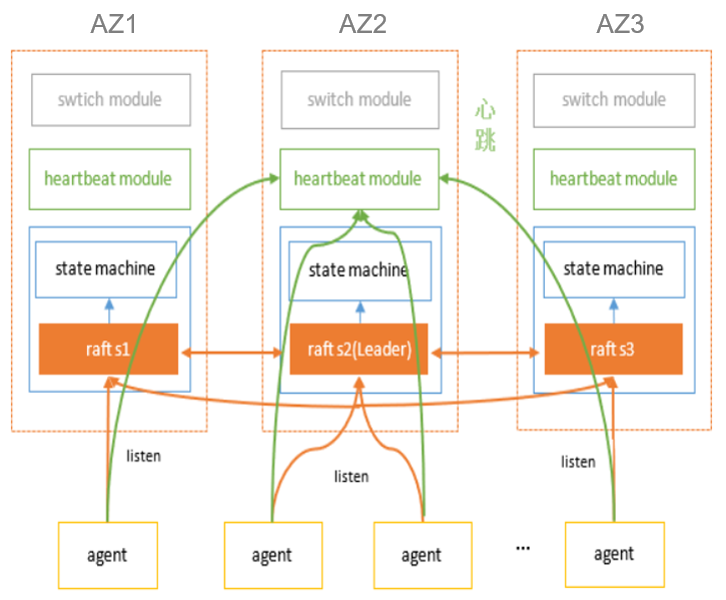 AZ1 AZ2 AZ3
swtich module switch module switch module
心
跳
heartbeat module heartbeat module heartbeat module
state machine state machine state machine
raft s1 raft s2(Leader) raft s3
listen listen listen
agent agent agent ... agent